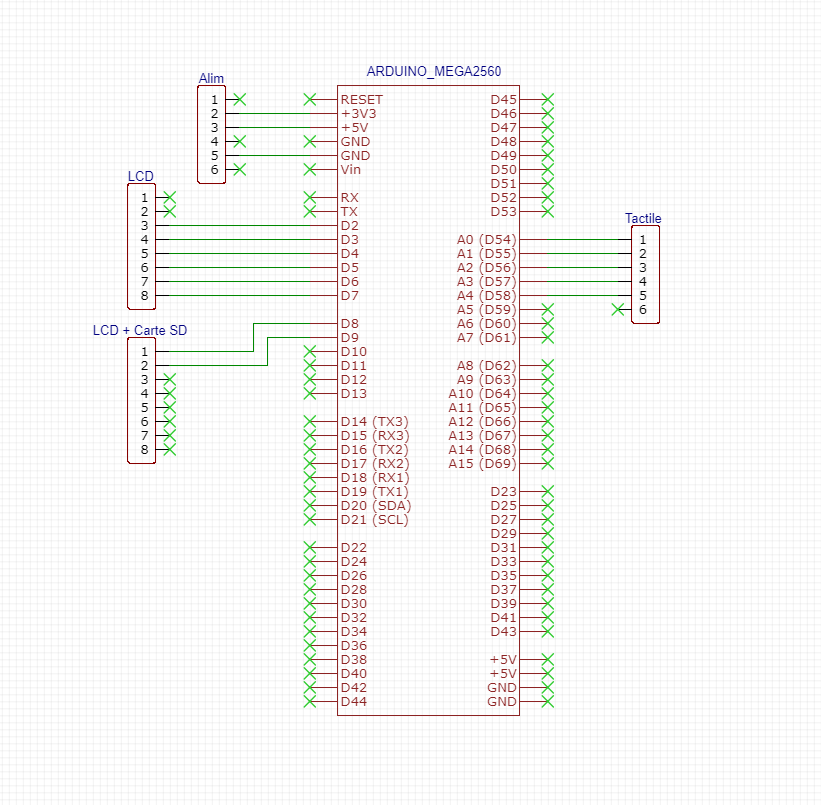 ARDUINO_MEGA2560
Alim
1
2
3
4
5
6
LCD
1
2
3
4
5
6
7
8
LCD + Carte SD
1
2
3
4
5
6
7
8
RESET
+3V3
+5V
GND
GND
Vin
RX
TX
D2
D3
D4
D5
D6
D7
D8
D9
D10
D11
D12
D13
D14 (TX3)
D15 (RX3)
D16 (TX2)
D17 (RX2)
D18 (RX1)
D19 (TX1)
D20 (SDA)
D21 (SCL)
D22
D24
D26
D28
D30
D32
D34
D36
D38
D40
D42
D44
D45
D46
D47
D48
D49
D50
D51
D52
D53
A0 (D54)
A1 (D55)
A2 (D56)
A3 (D57)
A4 (D58)
A5 (D59)
A6 (D60)
A7 (D61)
A8 (D62)
A9 (D63)
A10 (D64)
A11 (D65)
A12 (D66)
A13 (D67)
A14 (D68)
A15 (D69)
D23
D25
D27
D29
D31
D33
D35
D37
D39
D41
D43
+5V
+5V
GND
GND
Tactile
1
2
3
4
5
6